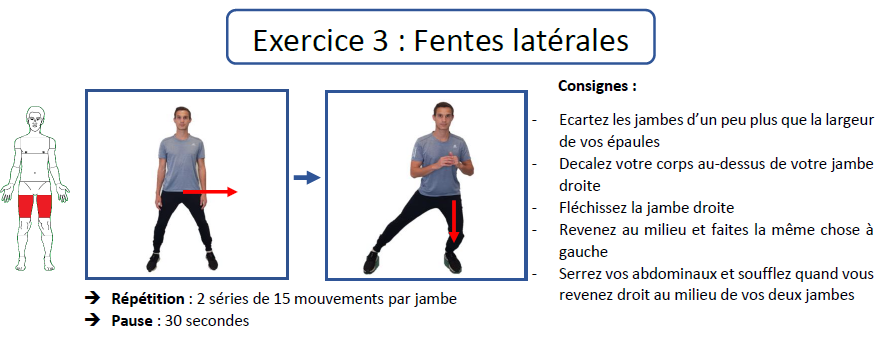 Exercice 3 : Fentes latérales
Consignes :
- Ecartez les jambes d’un peu plus que la largeur
de vos épaules
- Decalez votre corps au-dessus de votre jambe
droite
- Fléchissez la jambe droite
- Revenez au milieu et faites la même chose à
gauche
- Serrez vos abdominaux et soufflez quand vous
revenez droit au milieu de vos deux jambes
➔ Répétition : 2 séries de 15 mouvements par jambe
➔ Pause : 30 secondes